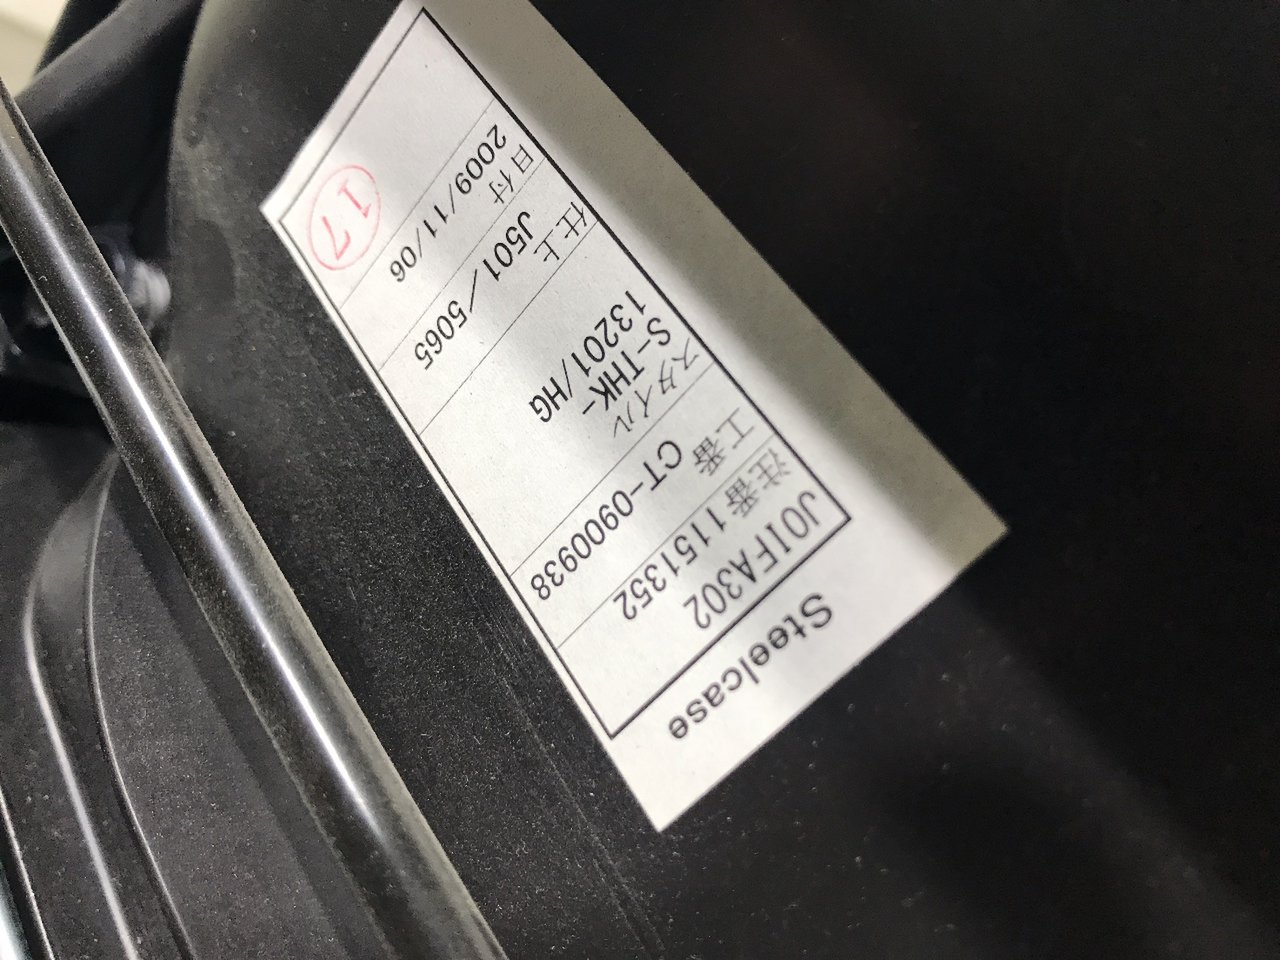 Steelcase
J01FA302
注番 1151352
工番 CT-0900938
スタイル
S-THK-
13201/HG
仕上
J501／5065
日付
2009/11/06
17